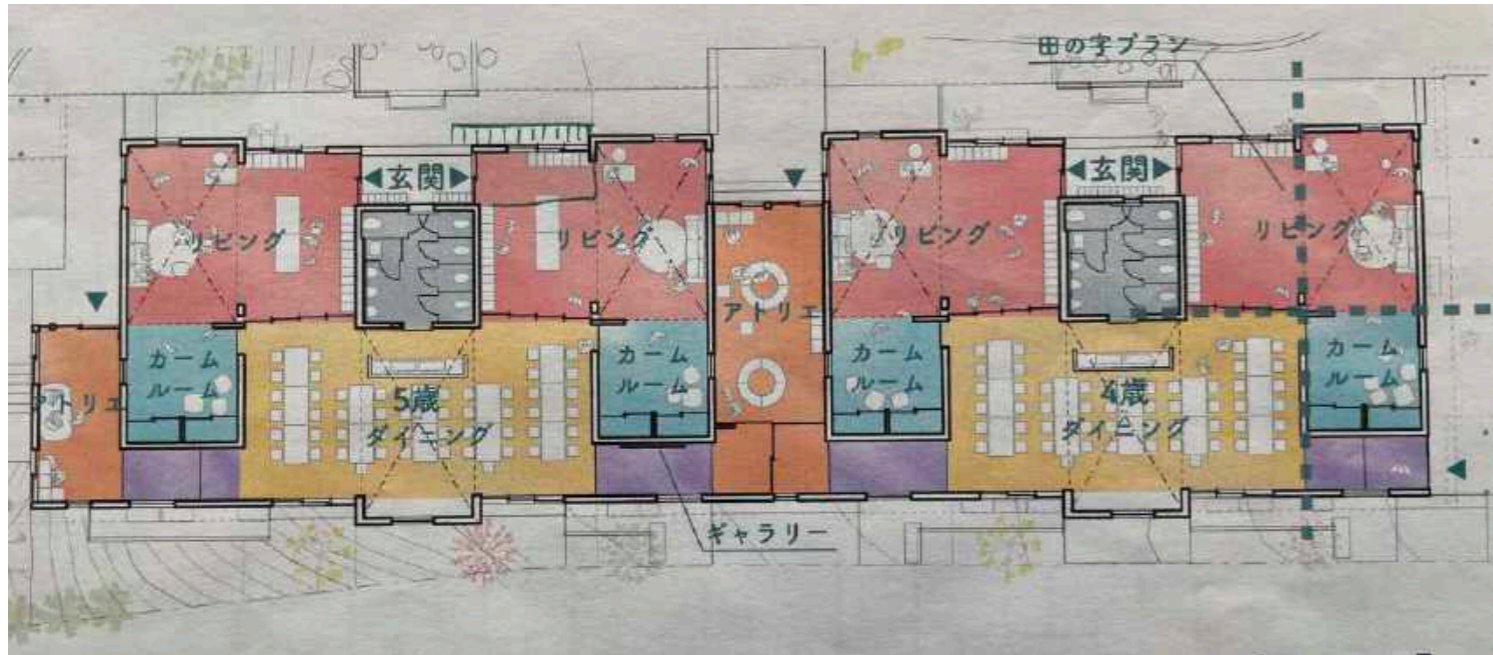 田の字プラン
玄関
玄関
リビング
リビング
リビング
リビング
アトリエ
カーム
ルーム
カーム
ルーム
カーム
ルーム
カーム
ルーム
アトリエ
5歳
ダイニング
4歳
ダイニング
ギャラリー